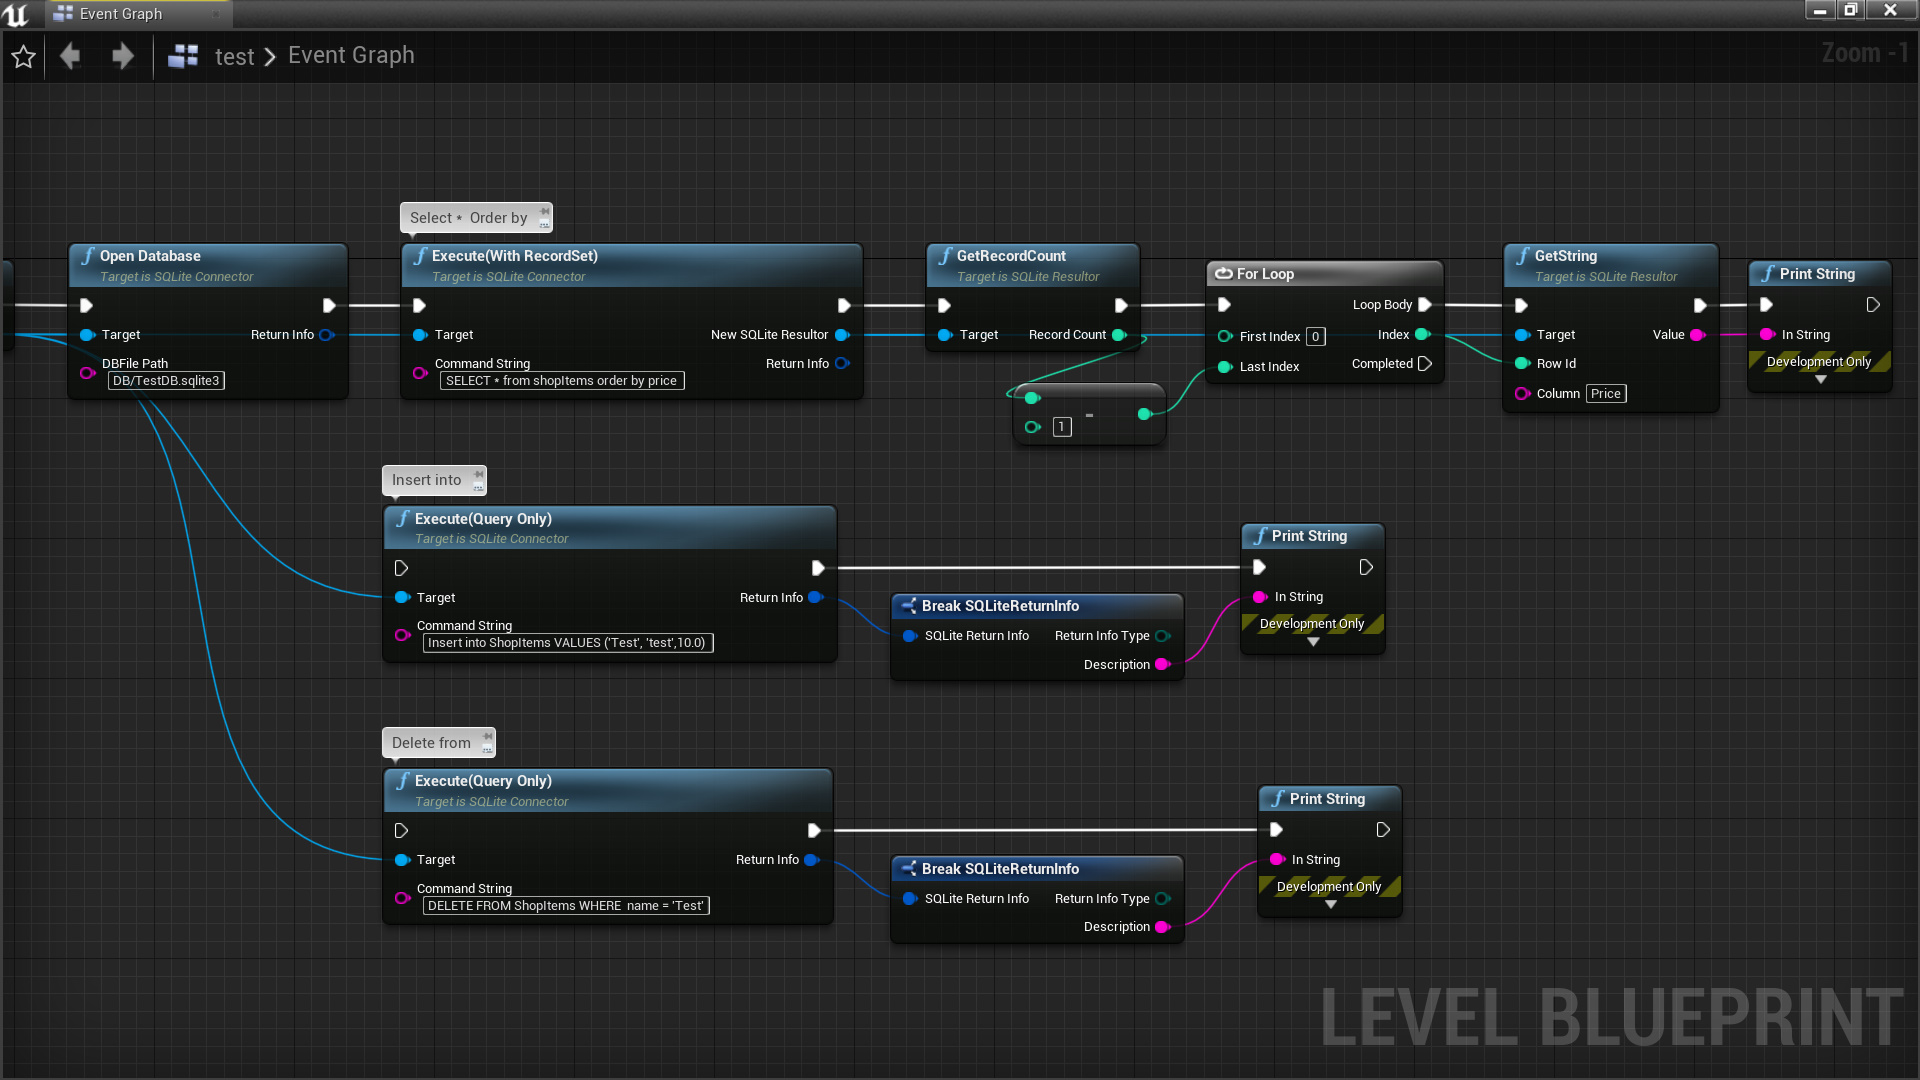 Event Graph
test > Event Graph
Zoom -1
Select * Order by
Open Database
Target is SQLite Connector
Target
Return Info
DBFile Path
DB/TestDB.sqlite3
Execute(With RecordSet)
Target is SQLite Connector
Target
New SQLite Resultor
Command String
Return Info
SELECT * from shopItems order by price
GetRecordCount
Target is SQLite Resultor
Target
Record Count
1
-
For Loop
Loop Body
First Index 0
Index
Last Index
Completed
GetString
Target is SQLite Resultor
Target
Value
Row Id
Column Price
Print String
In String
Development Only
Insert into
Execute(Query Only)
Target is SQLite Connector
Target
Return Info
Command String
Insert into ShopItems VALUES ('Test', 'test',10.0)
Break SQLiteReturnInfo
SQLite Return Info
Return Info Type
Description
Print String
In String
Development Only
Delete from
Execute(Query Only)
Target is SQLite Connector
Target
Return Info
Command String
DELETE FROM ShopItems WHERE name = 'Test'
Break SQLiteReturnInfo
SQLite Return Info
Return Info Type
Description
Print String
In String
Development Only
LEVEL BLUEPRINT